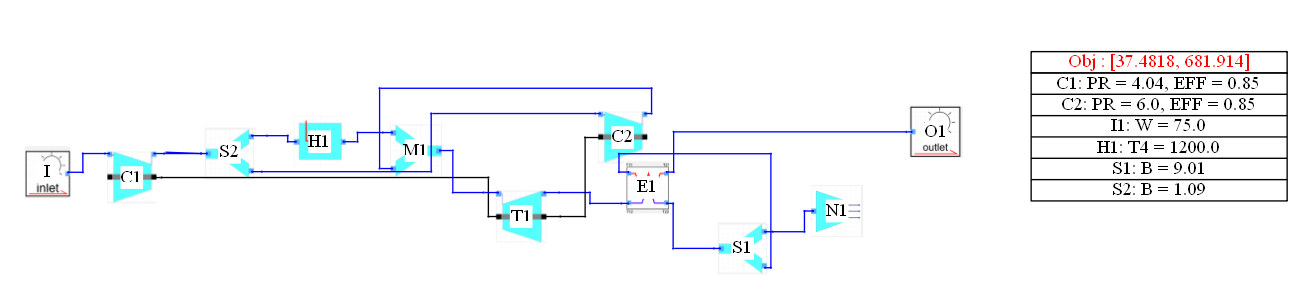 I
inlet
C1
S2
H1
M1
T1
C2
E1
S1
N1
O1
outlet
Obj : [37.4818, 681.914]
C1: PR = 4.04, EFF = 0.85
C2: PR = 6.0, EFF = 0.85
I1: W = 75.0
H1: T4 = 1200.0
S1: B = 9.01
S2: B = 1.09